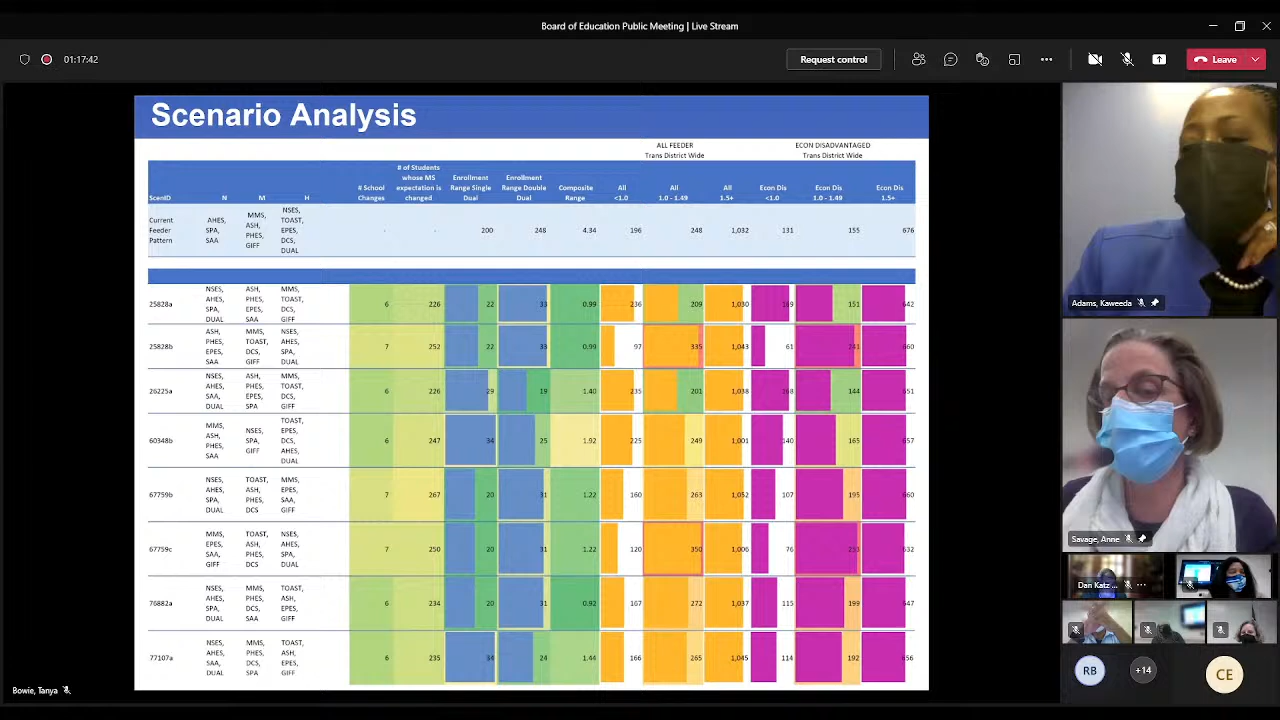 Board of Education Public Meeting | Live Stream
01:17:42
Request control
Leave
Scenario Analysis
ALL FEEDER
Trans District Wide
ECON DISADVANTAGED
Trans District Wide
ScenID N M H # School Changes # of Students whose MS expectation is changed Enrollment Range Single Dual Enrollment Range Double Dual Composite Range All <1.0 All 1.0 - 1.49 All 1.5+ Econ Dis <1.0 Econ Dis 1.0 - 1.49 Econ Dis 1.5+
Current Feeder Pattern AHES, SPA, SAA MMS, ASH, PHES, GIFF NSES, TOAST, EPES, DCS, DUAL - - 200 248 4.34 196 248 1,032 131 155 676
25828a NSES, AHES, SPA, DUAL ASH, PHES, EPES, SAA MMS, TOAST, DCS, GIFF 6 226 22 33 0.99 236 209 1,030 169 151 642
25828b ASH, PHES, EPES, SAA MMS, TOAST, DCS, GIFF NSES, AHES, SPA, DUAL 7 252 22 33 0.99 97 335 1,043 61 241 660
26225a NSES, AHES, SAA, DUAL ASH, PHES, EPES, SPA MMS, TOAST, DCS, GIFF 6 226 29 19 1.40 235 201 1,038 168 144 651
60348b MMS, ASH, PHES, SAA NSES, SPA, GIFF TOAST, EPES, DCS, AHES, DUAL 6 247 34 25 1.92 225 249 1,001 140 165 657
67759b NSES, AHES, SPA, DUAL TOAST, ASH, PHES, DCS MMS, EPES, SAA, GIFF 7 267 20 31 1.22 160 263 1,052 107 195 660
67759c MMS, EPES, SAA, GIFF TOAST, ASH, PHES, DCS NSES, AHES, SPA, DUAL 7 250 20 31 1.22 120 350 1,006 76 632
76882a NSES, AHES, SPA, DUAL MMS, PHES, DCS, SAA TOAST, ASH, EPES, GIFF 6 234 20 31 0.92 167 272 1,037 115 199 647
77107a NSES, AHES, SAA, DUAL MMS, PHES, DCS, SPA TOAST, ASH, EPES, GIFF 6 235 34 24 1.44 166 265 1,045 114 192 656
Adams, Kaweeda
Savage, Anne
Dan Katz ...
RB
+14
CE
Bowie, Tanya